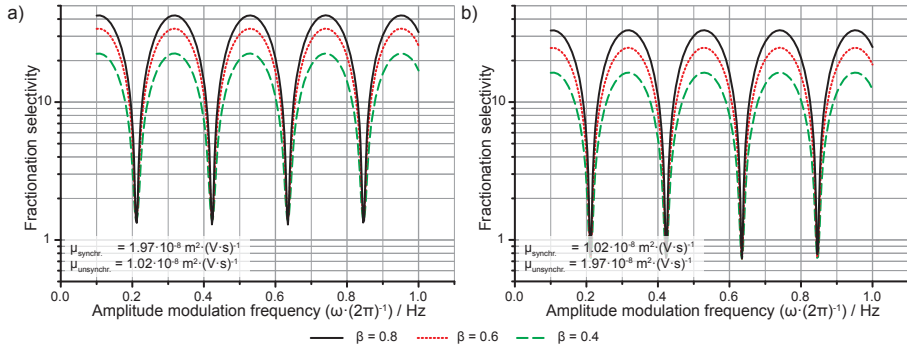 a)
Fractionation selectivity
10
1
μsynchr. = 1.97·10⁻⁸ m²·(V·s)⁻¹
μunsynchr. = 1.02·10⁻⁸ m²·(V·s)⁻¹
0.0 0.2 0.4 0.6 0.8 1.0
Amplitude modulation frequency (ω·(2π)⁻¹) / Hz
b)
Fractionation selectivity
10
1
μsynchr. = 1.02·10⁻⁸ m²·(V·s)⁻¹
μunsynchr. = 1.97·10⁻⁸ m²·(V·s)⁻¹
0.0 0.2 0.4 0.6 0.8 1.0
Amplitude modulation frequency (ω·(2π)⁻¹) / Hz
β = 0.8 β = 0.6 β = 0.4